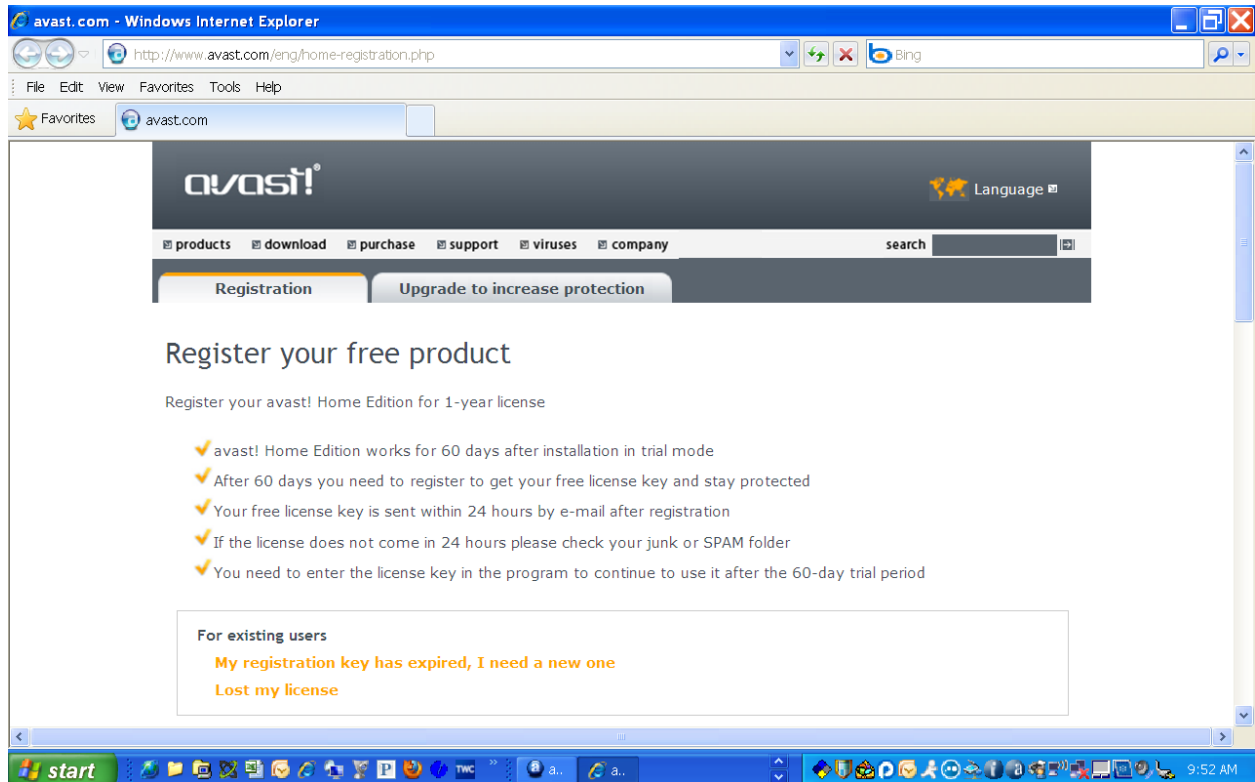 avast.com - Windows Internet Explorer
http://www.avast.com/eng/home-registration.php
Bing
File Edit View Favorites Tools Help
Favorites avast.com
avast!®
Language
products download purchase support viruses company search
Registration Upgrade to increase protection
Register your free product
Register your avast! Home Edition for 1-year license
avast! Home Edition works for 60 days after installation in trial mode
After 60 days you need to register to get your free license key and stay protected
Your free license key is sent within 24 hours by e-mail after registration
If the license does not come in 24 hours please check your junk or SPAM folder
You need to enter the license key in the program to continue to use it after the 60-day trial period
For existing users
My registration key has expired, I need a new one
Lost my license
start TWC a.. a.. 9:52 AM